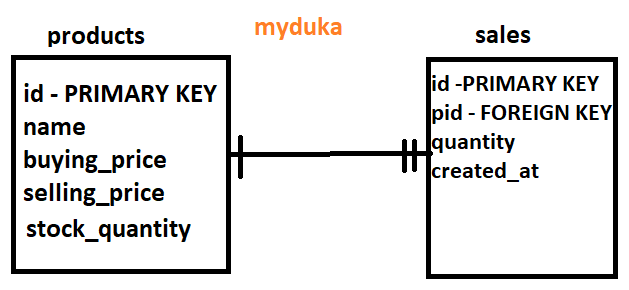 myduka
products
id - PRIMARY KEY
name
buying_price
selling_price
stock_quantity
sales
id -PRIMARY KEY
pid - FOREIGN KEY
quantity
created_at